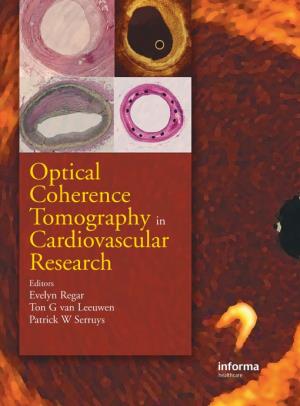 Optical
Coherence
Tomography in
Cardiovascular
Research
Editors
Evelyn Regar
Ton G van Leeuwen
Patrick W Serruys
informa
healthcare